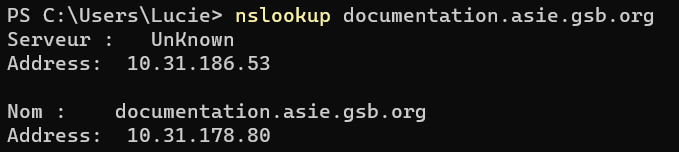 PS C:\Users\Lucie> nslookup documentation.asie.gsb.org
Serveur :   UnKnown
Address:  10.31.186.53

Nom :    documentation.asie.gsb.org
Address:  10.31.178.80